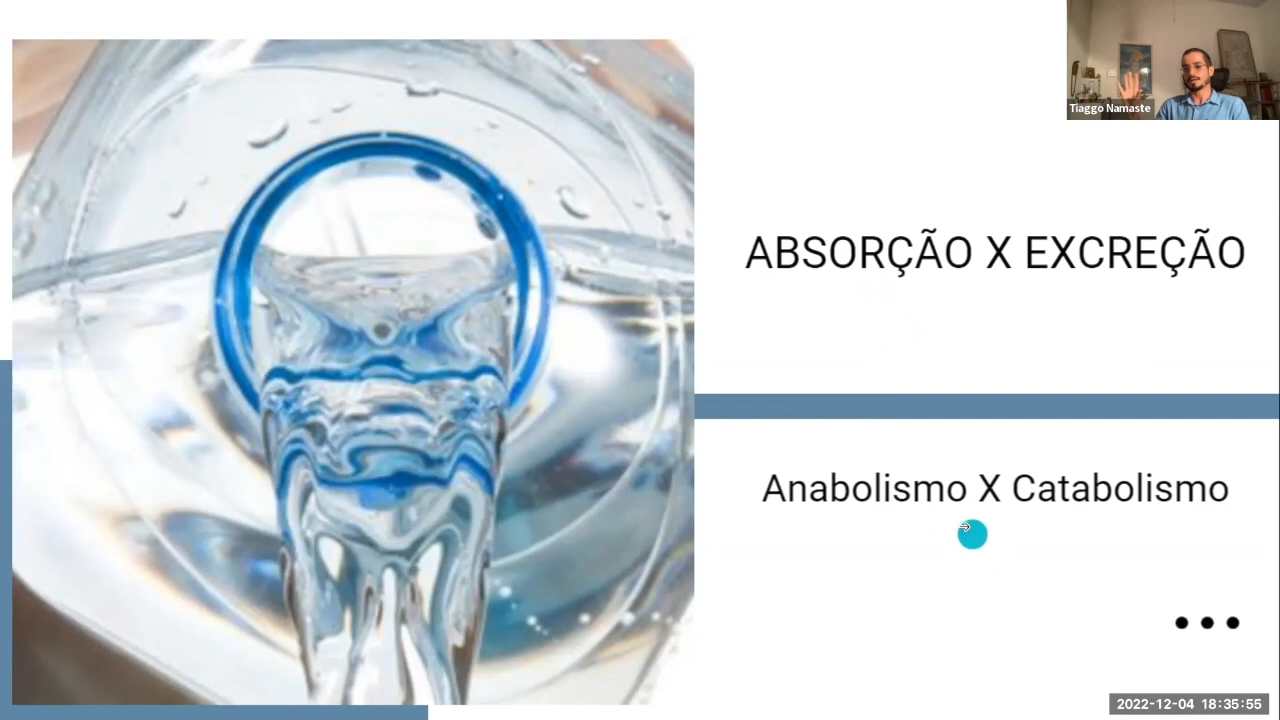 Tiaggo Namaste
ABSORÇÃO X EXCREÇÃO
Anabolismo X Catabolismo
2022-12-04 18:35:55